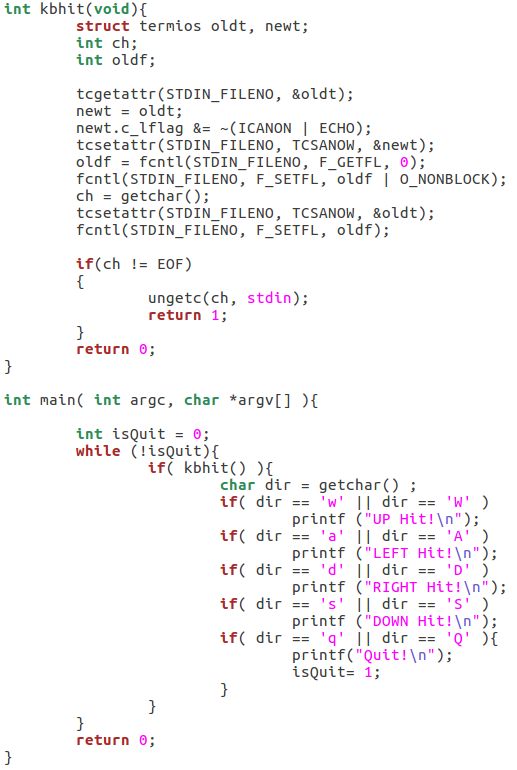 int kbhit(void){
        struct termios oldt, newt;
        int ch;
        int oldf;

        tcgetattr(STDIN_FILENO, &oldt);
        newt = oldt;
        newt.c_lflag &= ~(ICANON | ECHO);
        tcsetattr(STDIN_FILENO, TCSANOW, &newt);
        oldf = fcntl(STDIN_FILENO, F_GETFL, 0);
        fcntl(STDIN_FILENO, F_SETFL, oldf | O_NONBLOCK);
        ch = getchar();
        tcsetattr(STDIN_FILENO, TCSANOW, &oldt);
        fcntl(STDIN_FILENO, F_SETFL, oldf);

        if(ch != EOF)
        {
                ungetc(ch, stdin);
                return 1;
        }
        return 0;
}

int main( int argc, char *argv[] ){

        int isQuit = 0;
        while (!isQuit){
                if( kbhit() ){
                        char dir = getchar() ;
                        if( dir == 'w' || dir == 'W' )
                                printf ("UP Hit!\n");
                        if( dir == 'a' || dir == 'A' )
                                printf ("LEFT Hit!\n");
                        if( dir == 'd' || dir == 'D' )
                                printf ("RIGHT Hit!\n");
                        if( dir == 's' || dir == 'S' )
                                printf ("DOWN Hit!\n");
                        if( dir == 'q' || dir == 'Q' ){
                                printf("Quit!\n");
                                isQuit= 1;
                        }
                }
        }
        return 0;
}